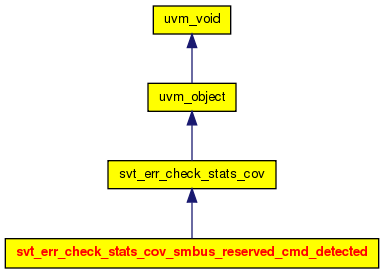 uvm_void
uvm_object
svt_err_check_stats_cov
svt_err_check_stats_cov_smbus_reserved_cmd_detected